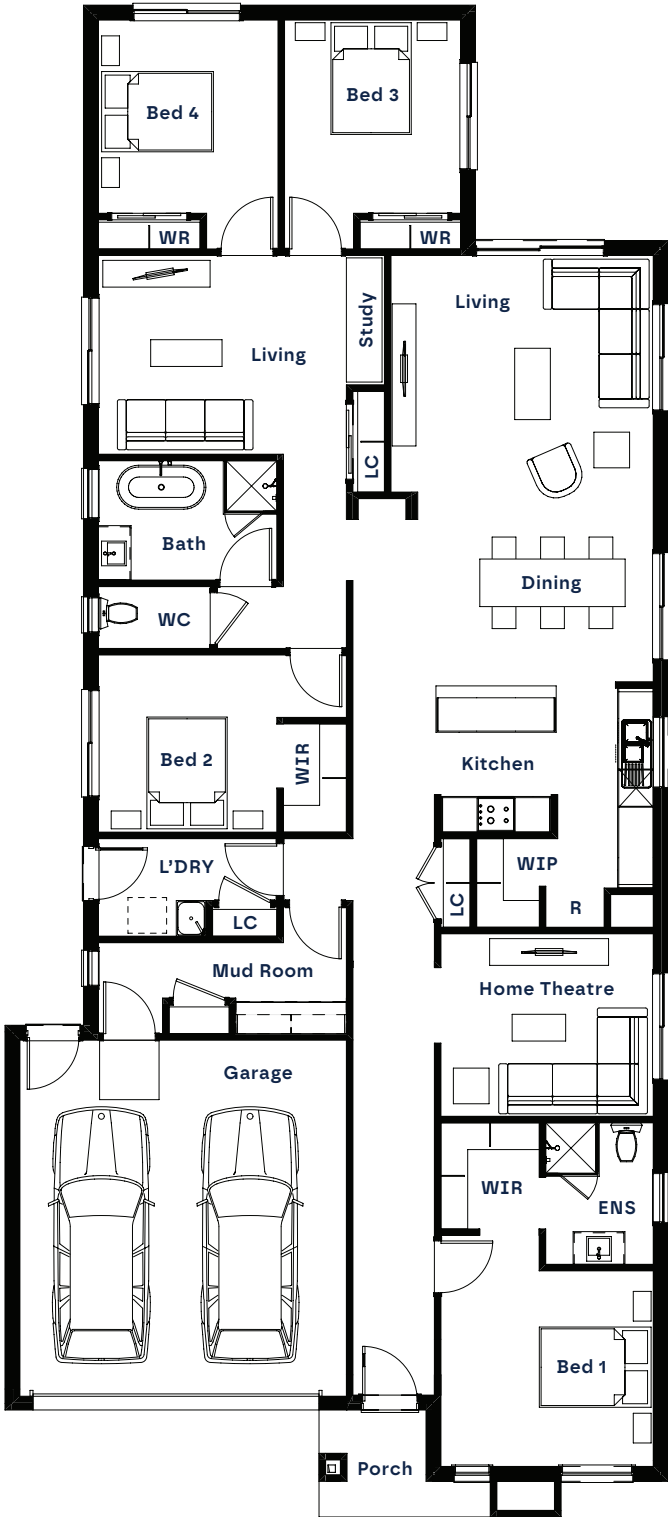 Bed 4
Bed 3
WR
WR
Living
Study
Living
LC
Bath
Dining
WC
Bed 2
WIR
Kitchen
L'DRY
WIP
LC
R
LC
Mud Room
Home Theatre
Garage
WIR
ENS
Bed 1
Porch